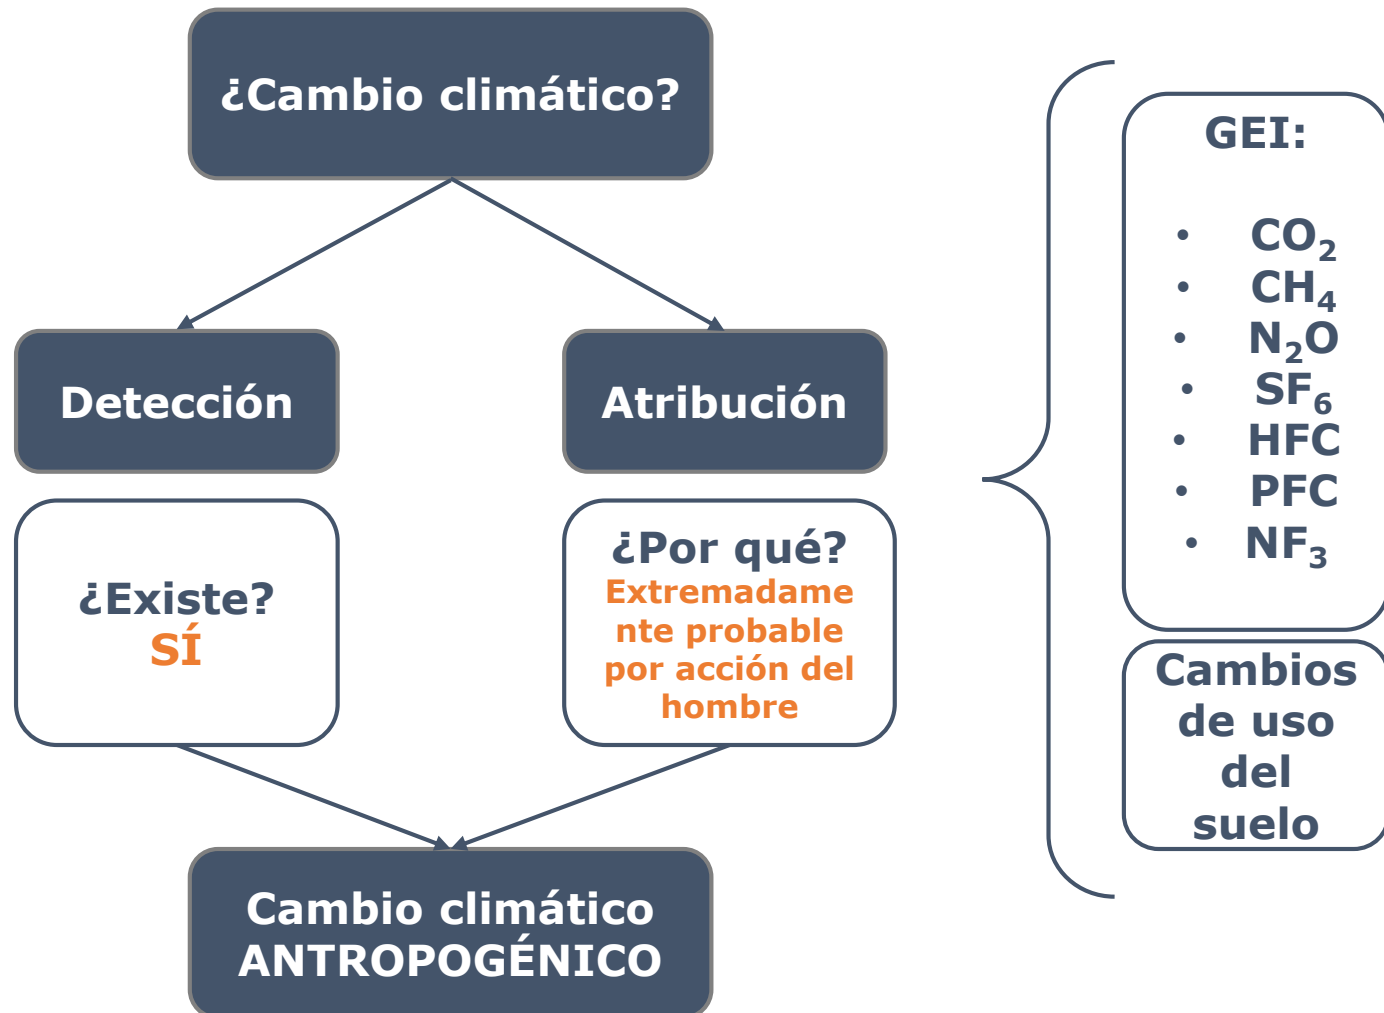 ¿Cambio climático?
Detección
Atribución
¿Existe?
SÍ
¿Por qué?
Extremadame
nte probable
por acción del
hombre
Cambio climático
ANTROPOGÉNICO
GEI:
• CO₂
• CH₄
• N₂O
• SF₆
• HFC
• PFC
• NF₃
Cambios
de uso
del
suelo